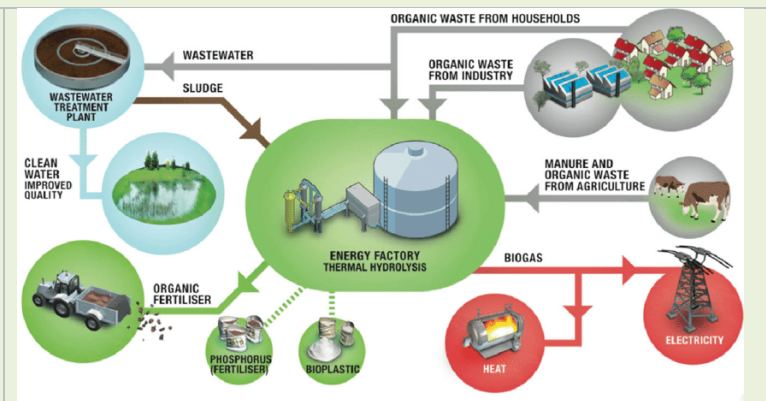 ORGANIC WASTE FROM HOUSEHOLDS
WASTEWATER
ORGANIC WASTE
FROM INDUSTRY
SLUDGE
WASTEWATER
TREATMENT
PLANT
CLEAN
WATER
IMPROVED
QUALITY
MANURE AND
ORGANIC WASTE
FROM AGRICULTURE
ENERGY FACTORY
THERMAL HYDROLYSIS
BIOGAS
ORGANIC
FERTILISER
ELECTRICITY
PHOSPHORUS
(FERTILISER)
BIOPLASTIC
HEAT